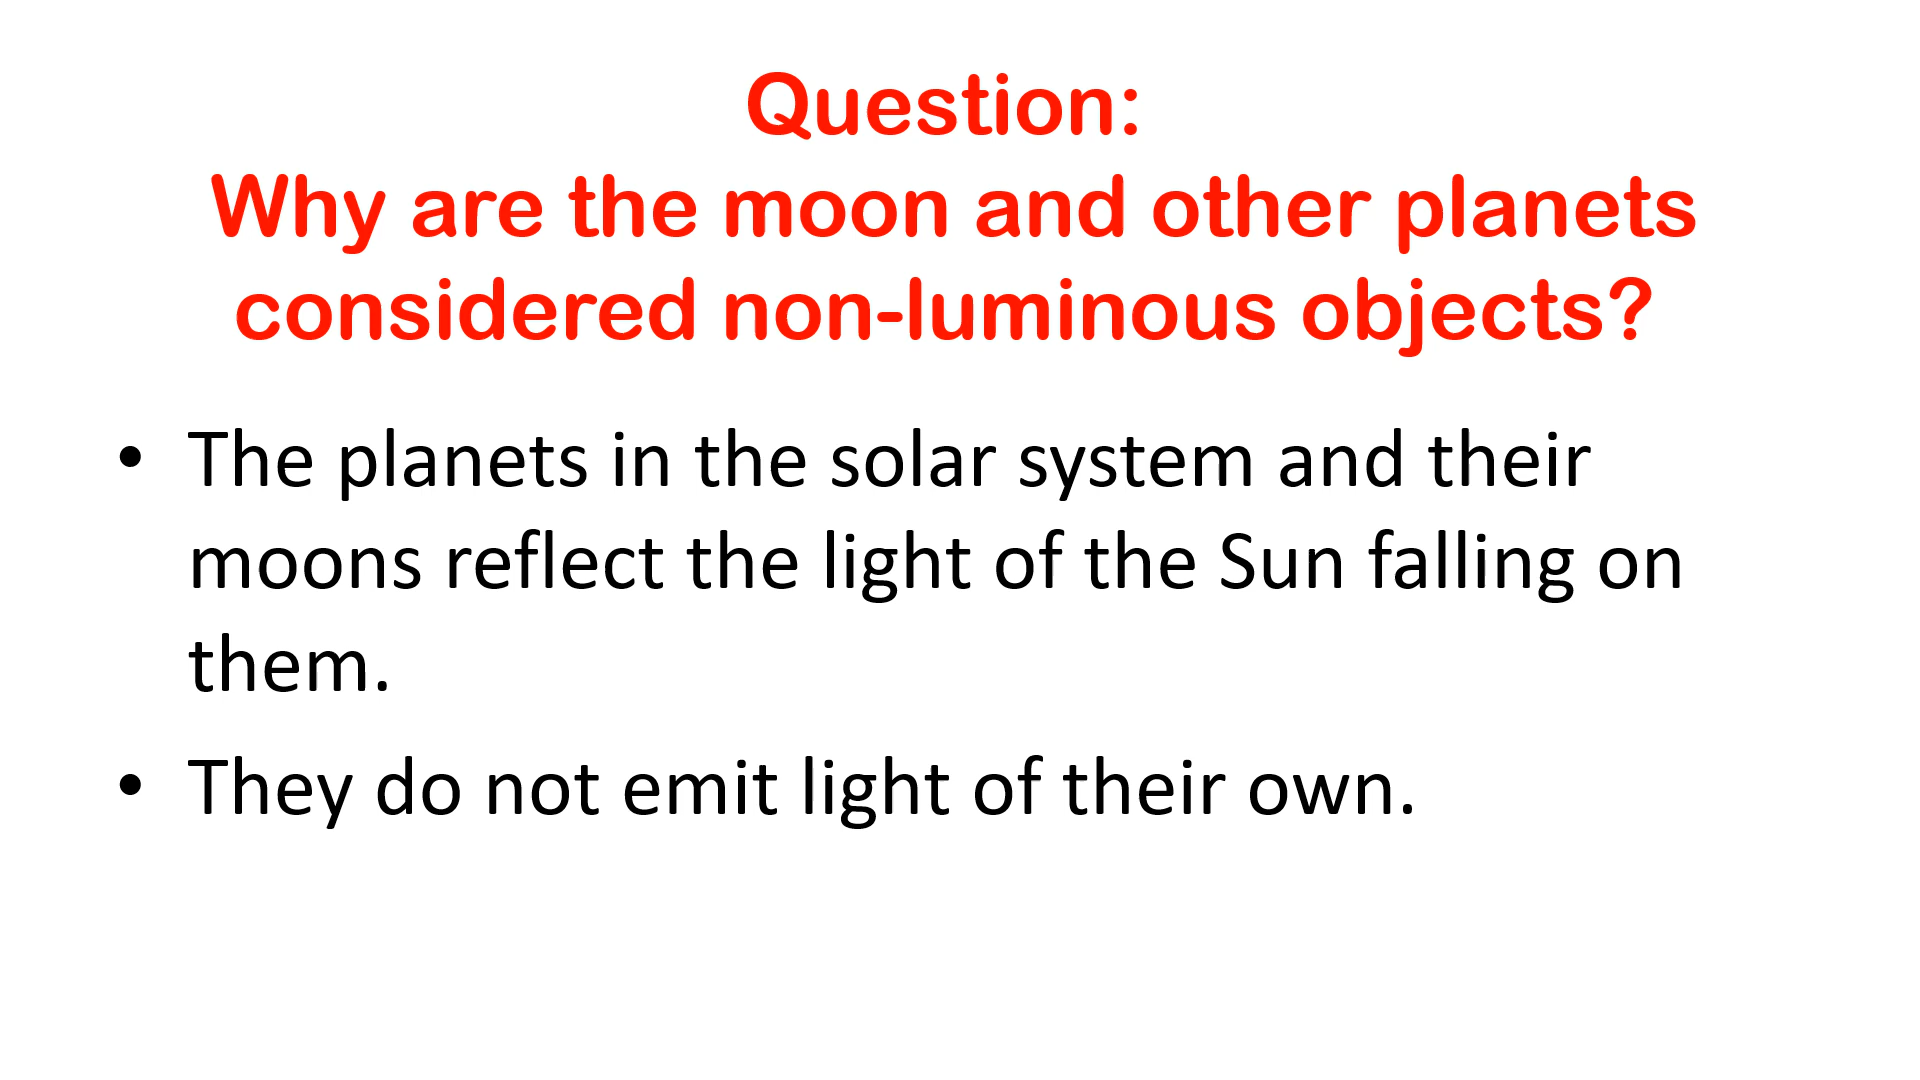 Question:
Why are the moon and other planets
considered non-luminous objects?
• The planets in the solar system and their
moons reflect the light of the Sun falling on
them.
• They do not emit light of their own.